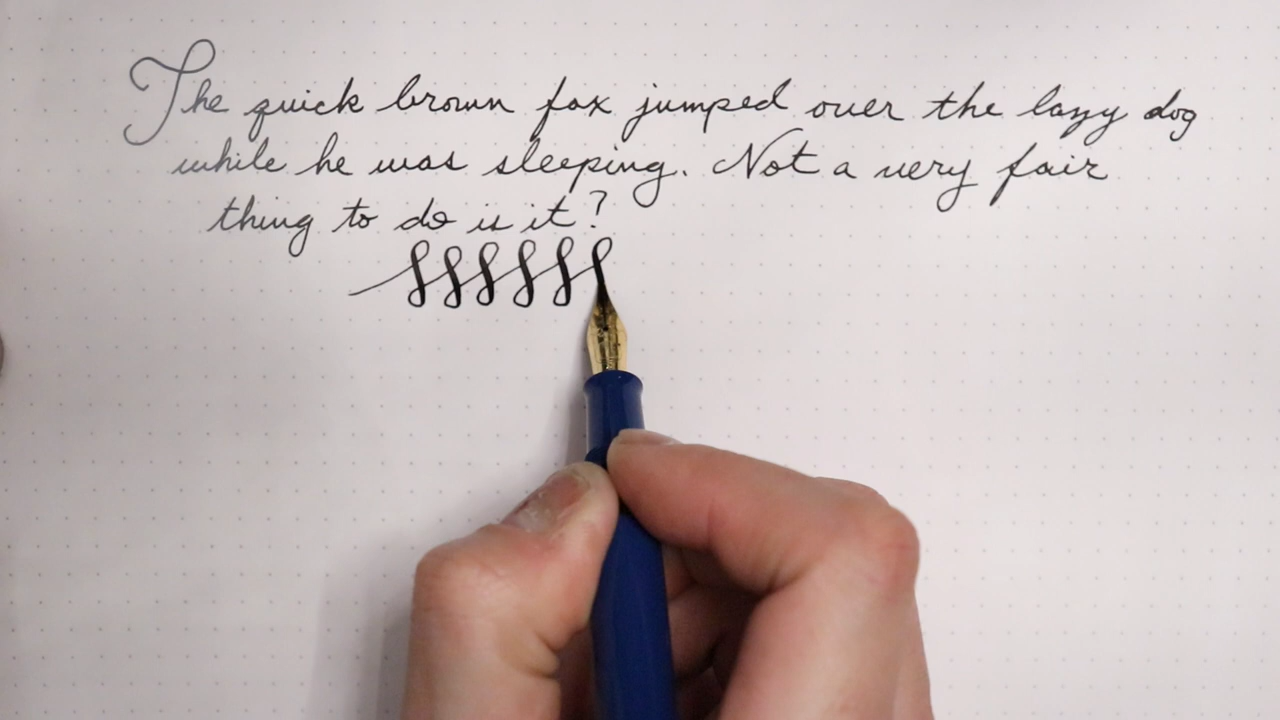 The quick brown fox jumped over the lazy dog
while he was sleeping. Not a very fair
thing to do is it?